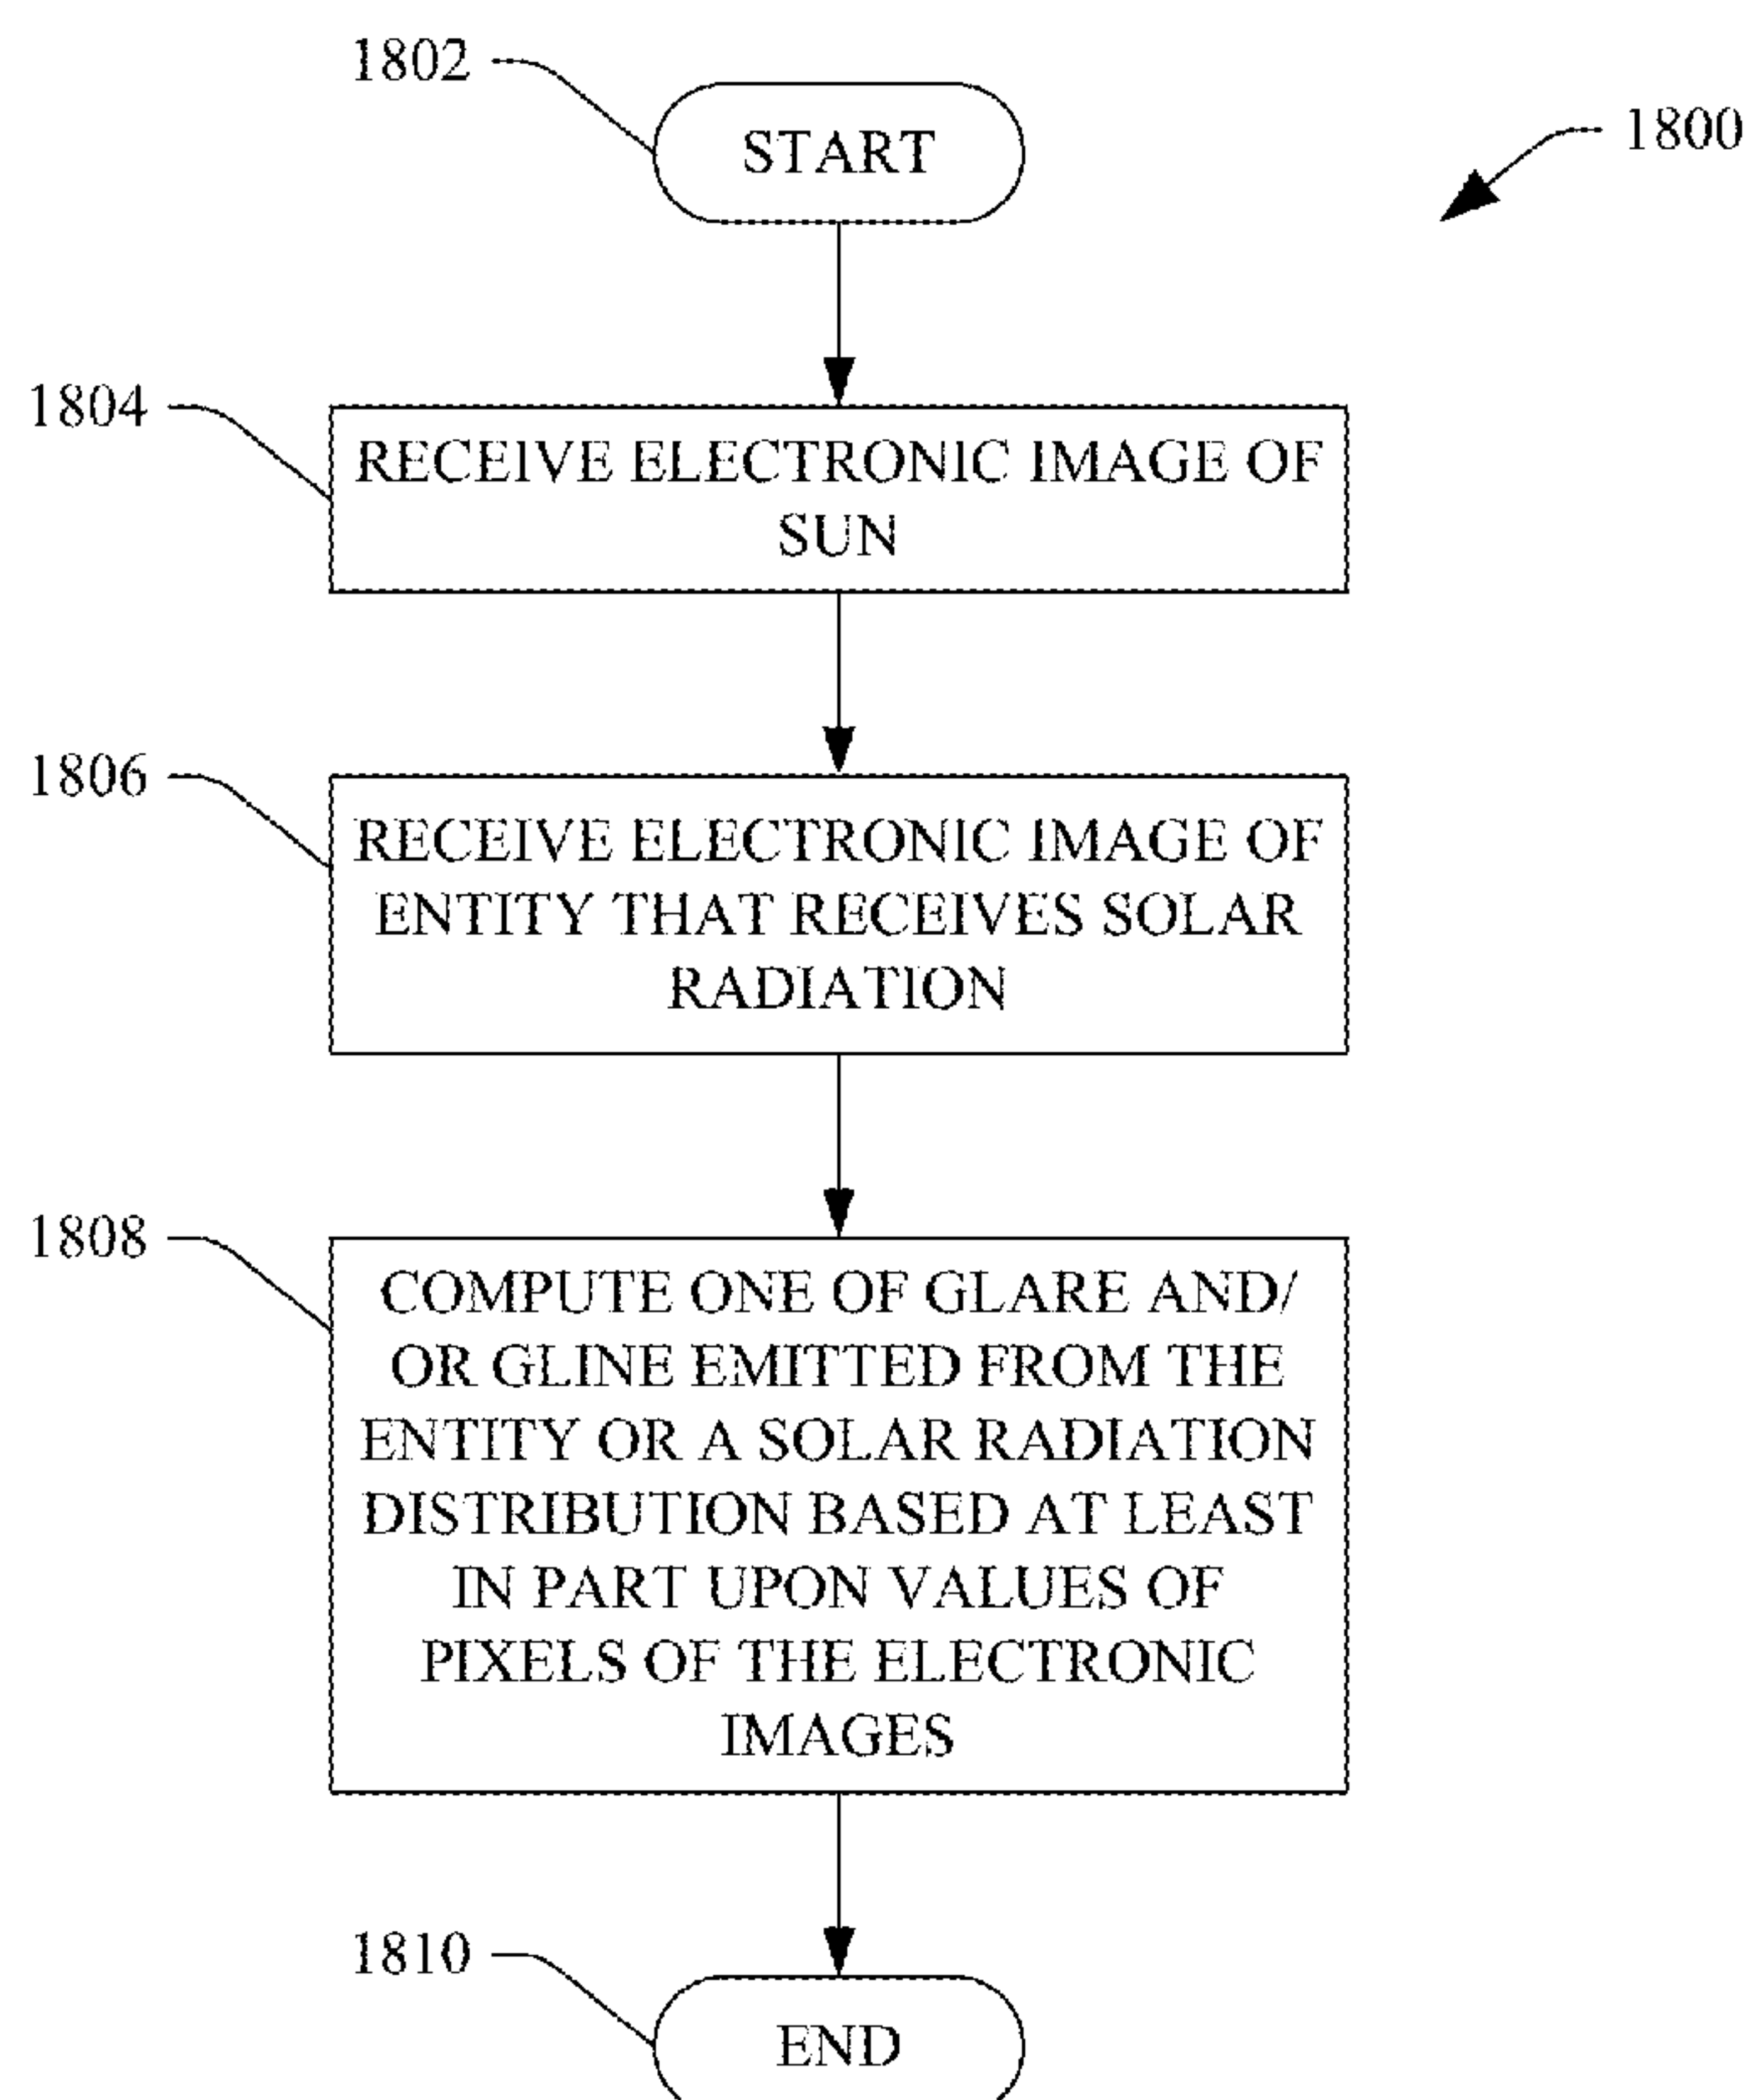 1802
START
1800
1804
RECEIVE ELECTRONIC IMAGE OF
SUN
1806
RECEIVE ELECTRONIC IMAGE OF
ENTITY THAT RECEIVES SOLAR
RADIATION
1808
COMPUTE ONE OF GLARE AND/
OR GLINE EMITTED FROM THE
ENTITY OR A SOLAR RADIATION
DISTRIBUTION BASED AT LEAST
IN PART UPON VALUES OF
PIXELS OF THE ELECTRONIC
IMAGES
1810
END